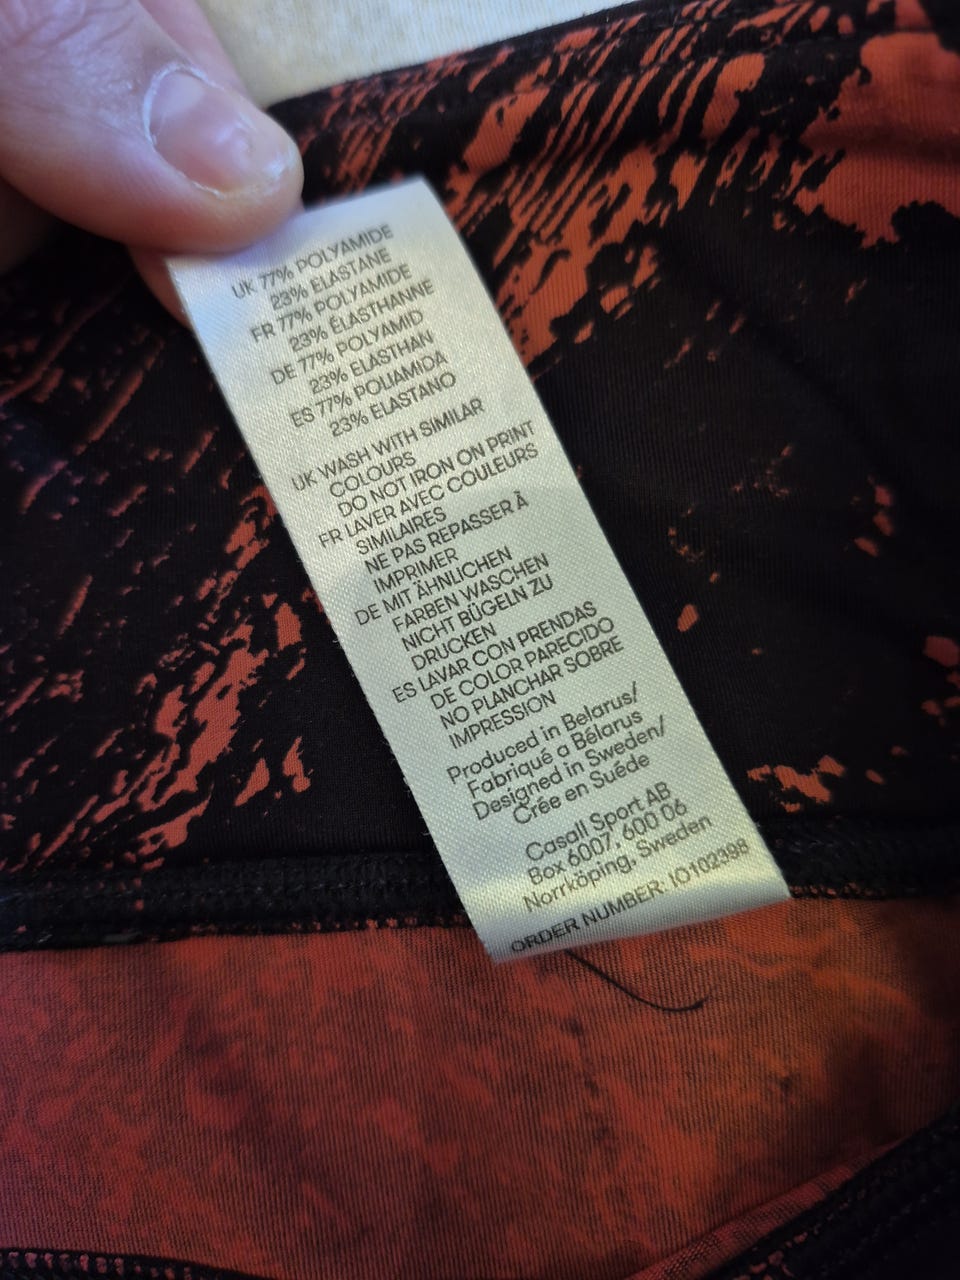 UK 77% POLYAMIDE
23% ELASTANE
FR 77% POLYAMIDE
23% ÉLASTHANNE
DE 77% POLYAMID
23% ELASTHAN
ES 77% POLIAMIDA
23% ELASTANO
UK WASH WITH SIMILAR
COLOURS
DO NOT IRON ON PRINT
FR LAVER AVEC COULEURS
SIMILAIRES
NE PAS REPASSER À
IMPRIMER
DE MIT ÄHNLICHEN
FARBEN WASCHEN
NICHT BÜGELN ZU
DRUCKEN
ES LAVAR CON PRENDAS
DE COLOR PARECIDO
NO PLANCHAR SOBRE
IMPRESSION
Produced in Belarus/
Fabriqué a Bélarus
Designed in Sweden/
Crée en Suéde
Casall Sport AB
Box 6007, 600 06
Norrköping, Sweden
ORDER NUMBER: IO102398